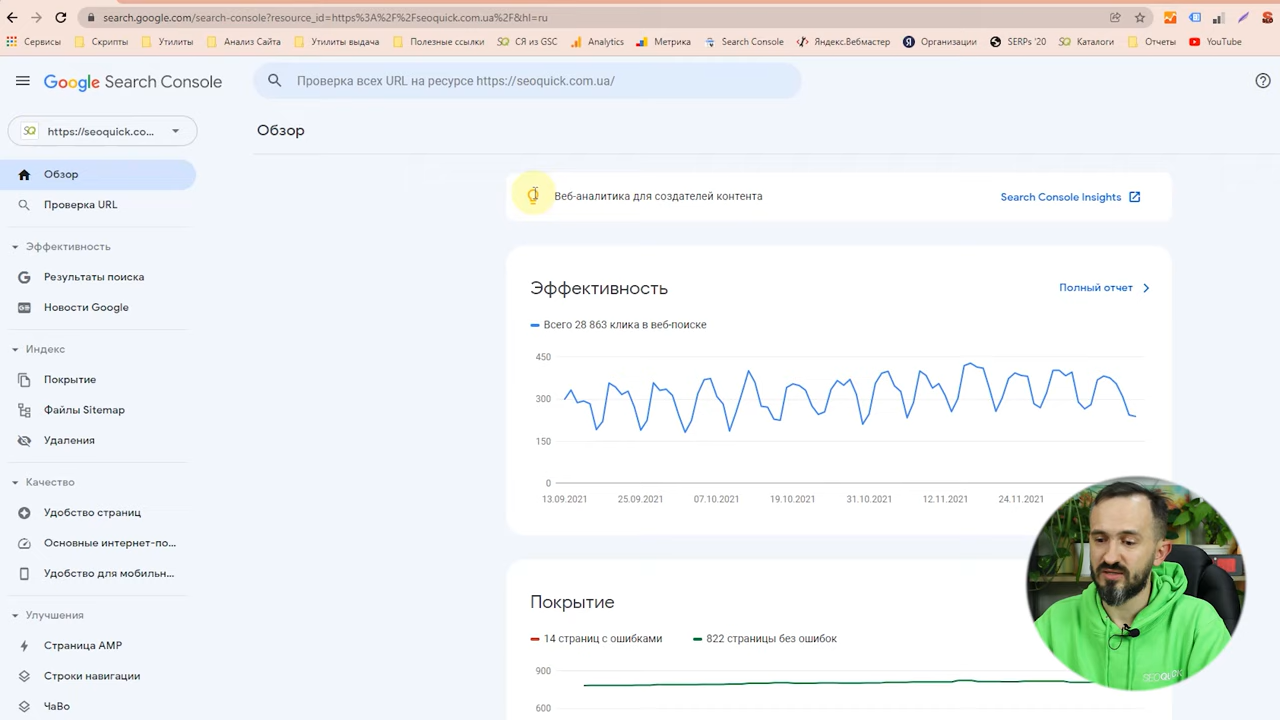 search.google.com/search-console?resource_id=https%3A%2F%2Fseoquick.com.ua%2F&hl=ru
Сервисы Скрипты Утилиты Анализ Сайта Утилиты выдача Полезные ссылки СЯ из GSC Analytics Метрика Search Console Яндекс.Вебмастер Организации SERPs '20 Каталоги Отчеты YouTube
Google Search Console
Проверка всех URL на ресурсе https://seoquick.com.ua/
https://seoquick.co...
Обзор
Обзор
Проверка URL
Эффективность
Результаты поиска
Новости Google
Индекс
Покрытие
Файлы Sitemap
Удаления
Качество
Удобство страниц
Основные интернет-по...
Удобство для мобильн...
Улучшения
Страница AMP
Строки навигации
ЧаВо
Веб-аналитика для создателей контента
Search Console Insights
Эффективность
Полный отчет
Всего 28 863 клика в веб-поиске
450
300
150
0
13.09.2021 25.09.2021 07.10.2021 19.10.2021 31.10.2021 12.11.2021 24.11.2021
Покрытие
14 страниц с ошибками 822 страницы без ошибок
900
600
SEOQUICK